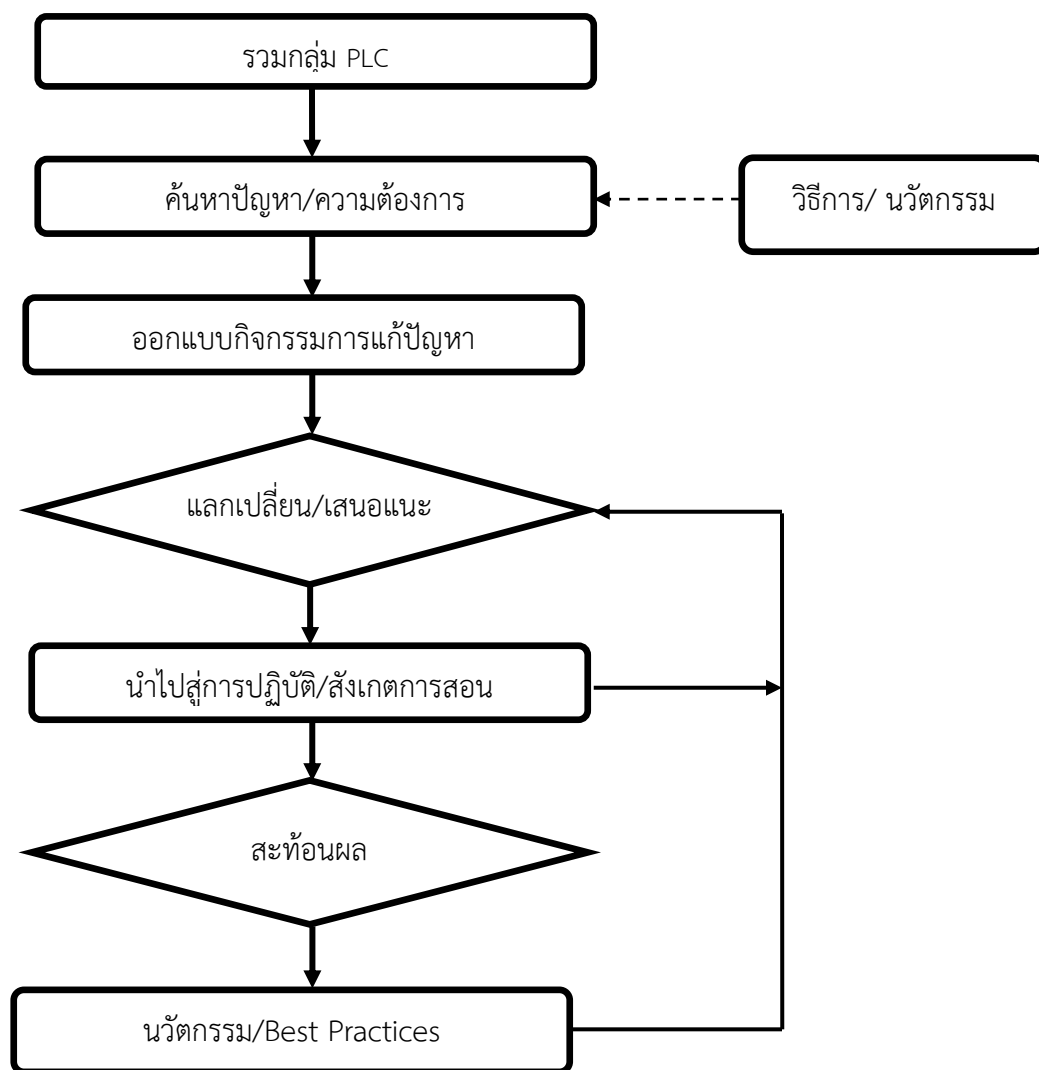 รวมกลุ่ม PLC
ค้นหาปัญหา/ความต้องการ
วิธีการ/ นวัตกรรม
ออกแบบกิจกรรมการแก้ปัญหา
แลกเปลี่ยน/เสนอแนะ
นำไปสู่การปฏิบัติ/สังเกตการสอน
สะท้อนผล
นวัตกรรม/Best Practices